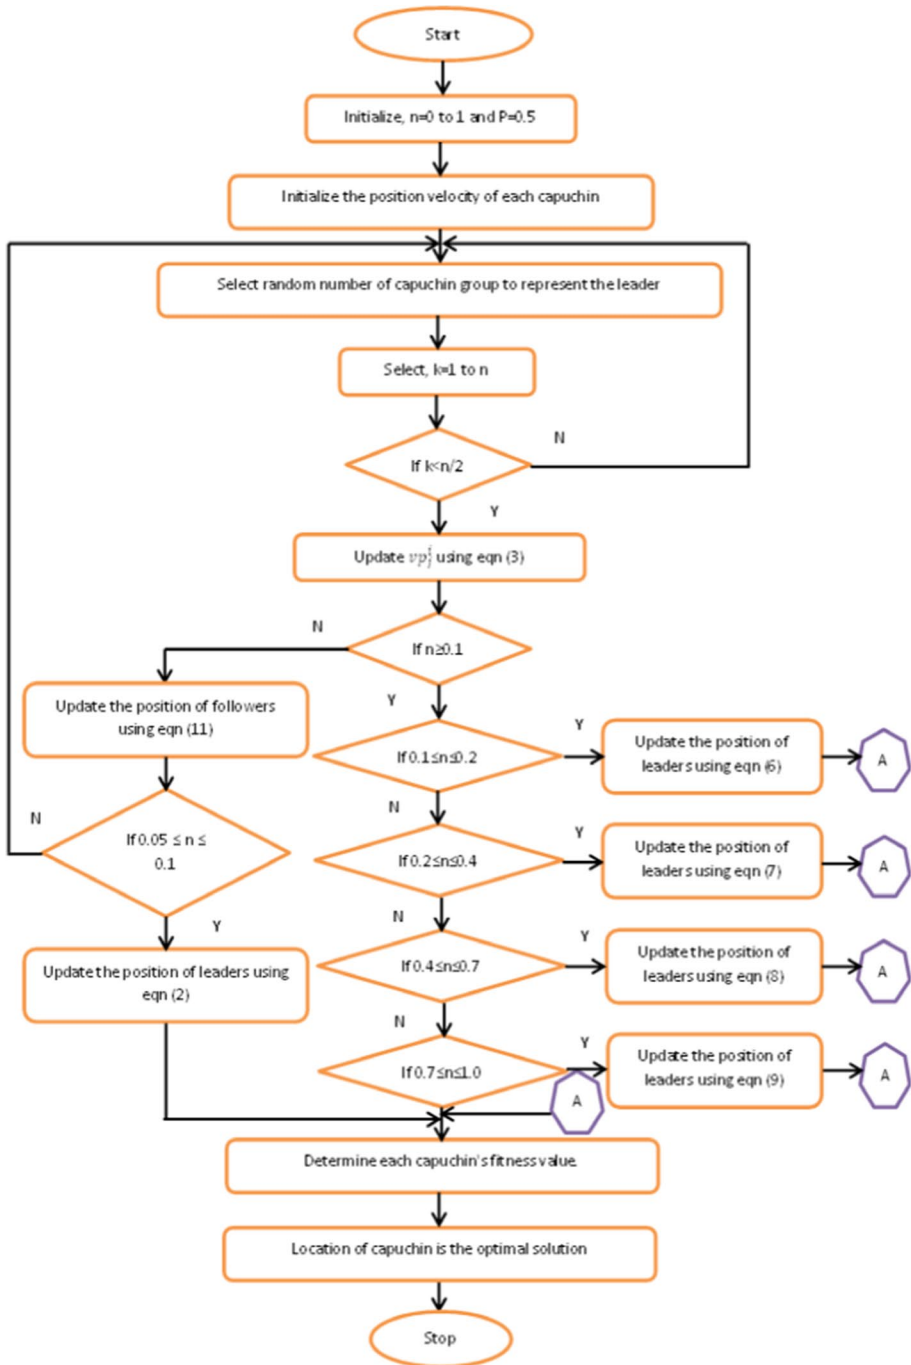 Start
Initialize, n=0 to 1 and P=0.5
Initialize the position velocity of each capuchin
Select random number of capuchin group to represent the leader
Select, k=1 to n
N
If k<n/2
Y
Update using eqn (3)
N
If n≥0.1
Y
Update the position of followers
using eqn (11)
N
If 0.05 ≤ n ≤
0.1
Y
Update the position of leaders using
eqn (2)
If 0.1≤n≤0.2
Y
Update the position of
leaders using eqn (6)
A
N
If 0.2≤n≤0.4
Y
Update the position of
leaders using eqn (7)
A
N
If 0.4≤n≤0.7
Y
Update the position of
leaders using eqn (8)
A
N
If 0.7≤n≤1.0
Y
Update the position of
leaders using eqn (9)
A
A
Determine each capuchin's fitness value.
Location of capuchin is the optimal solution
Stop